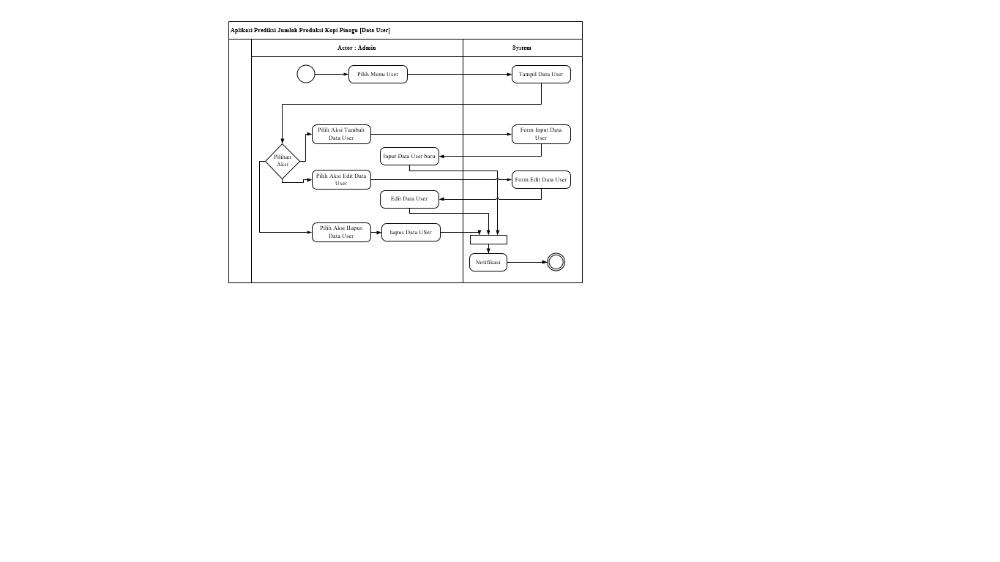 Aplikasi Prediksi Jumlah Produksi Kopi Pinogu [Data User]
Actor : Admin
System
Pilih Menu User
Tampil Data User
Pilihan
Aksi
Pilih Aksi Tambah
Data User
Form Input Data
User
Input Data User baru
Pilih Aksi Edit Data
User
Form Edit Data User
Edit Data User
Pilih Aksi Hapus
Data User
hapus Data USer
Notifikasi